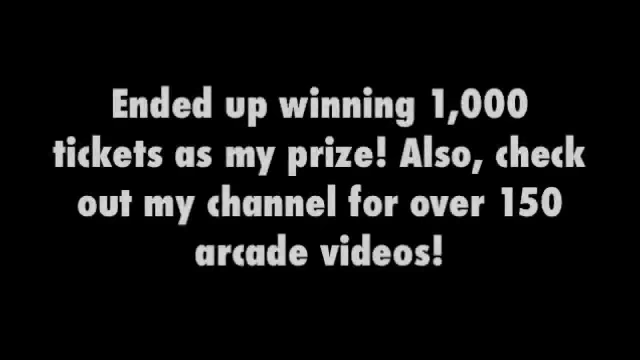 Ended up winning 1,000
tickets as my prize! Also, check
out my channel for over 150
arcade videos!